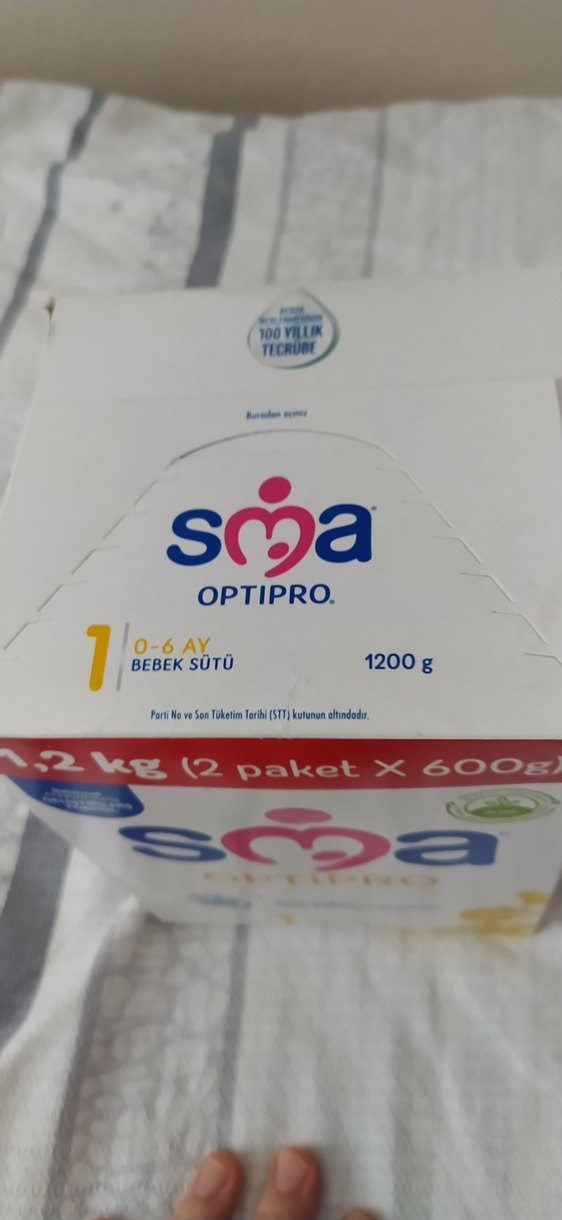 100 YILLIK
TECRÜBE
Buradan açınız
sma
OPTIPRO®
1
0-6 AY
BEBEK SÜTÜ
1200 g
Parti No ve Son Tüketim Tarihi (STT) kutunun altındadır.
1,2 kg (2 paket X 600g)
sma
OPTIPRO
1